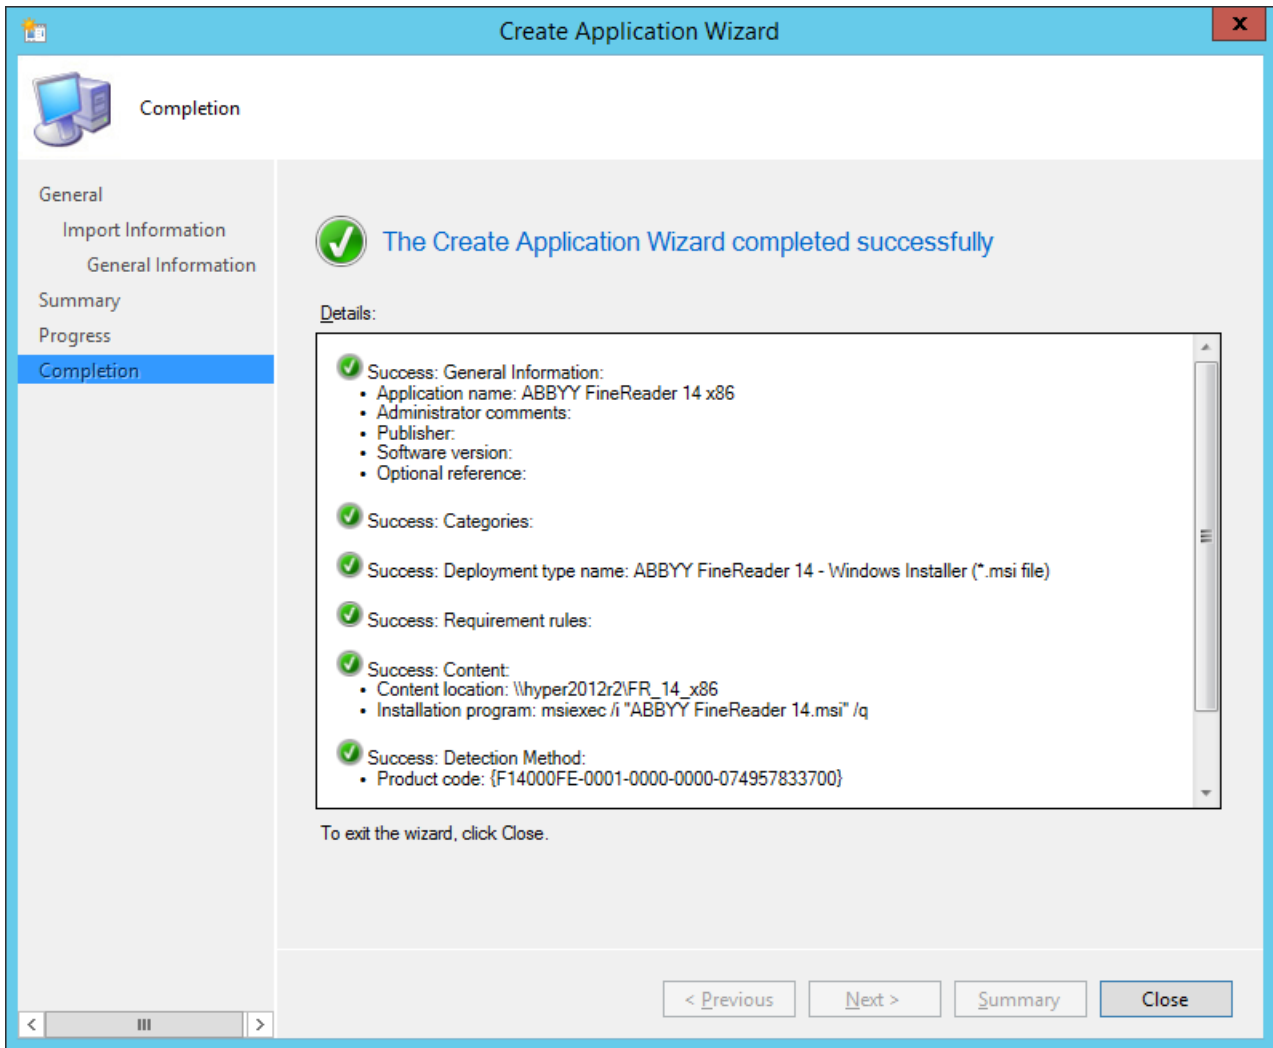 Create Application Wizard
X
Completion
General
Import Information
General Information
Summary
Progress
Completion
The Create Application Wizard completed successfully
Details:
Success: General Information:
• Application name: ABBYY FineReader 14 x86
• Administrator comments:
• Publisher:
• Software version:
• Optional reference:
Success: Categories:
Success: Deployment type name: ABBYY FineReader 14 - Windows Installer (*.msi file)
Success: Requirement rules:
Success: Content:
• Content location: \\hyper2012r2\FR_14_x86
• Installation program: msiexec /i "ABBYY FineReader 14.msi" /q
Success: Detection Method:
• Product code: {F14000FE-0001-0000-0000-074957833700}
To exit the wizard, click Close.
< Previous
Next >
Summary
Close